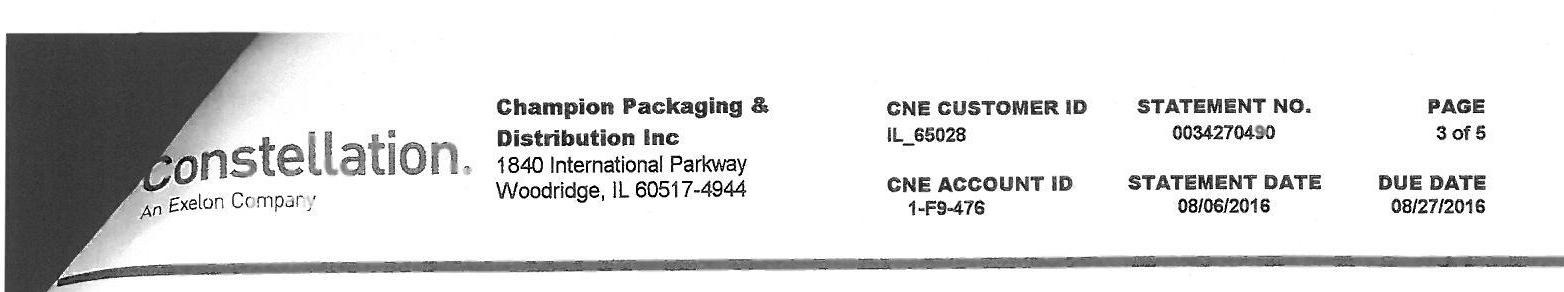 Constellation.
An Exelon Company
Champion Packaging &
Distribution Inc
1840 International Parkway
Woodridge, IL 60517-4944
CNE CUSTOMER ID
IL_65028
STATEMENT NO.
0034270490
PAGE
3 of 5
CNE ACCOUNT ID
1-F9-476
STATEMENT DATE
08/06/2016
DUE DATE
08/27/2016